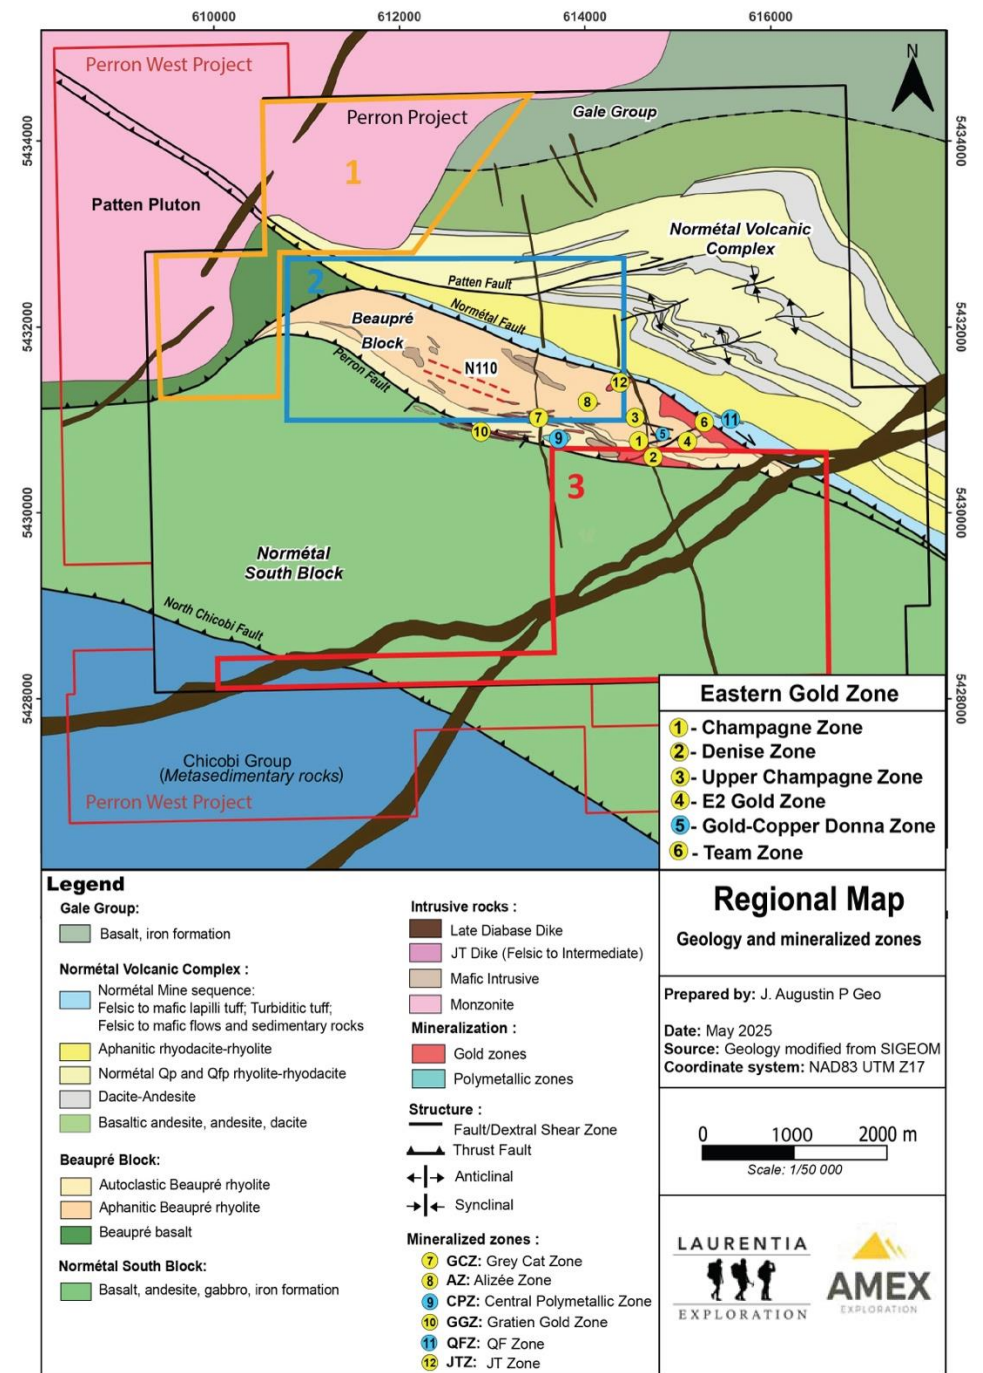 610000
612000
614000
616000
Perron West Project
Perron Project
Gale Group
N
5434000
5434000
1
Patten Pluton
Normétal Volcanic
Complex
Patten Fault
2
Normétal Fault
5432000
5432000
Beaupré
Block
N110
Perron Fault
12
8
7
3
6
11
10
9
1
5
4
2
3
5430000
5430000
Normétal
South Block
North Chicobi Fault
5428000
5428000
Chicobi Group
(Metasedimentary rocks)
Perron West Project
Eastern Gold Zone
1 - Champagne Zone
2 - Denise Zone
3 - Upper Champagne Zone
4 - E2 Gold Zone
5 - Gold-Copper Donna Zone
6 - Team Zone
Legend
Gale Group:
Basalt, iron formation
Normétal Volcanic Complex :
Normétal Mine sequence:
Felsic to mafic lapilli tuff; Turbiditic tuff;
Felsic to mafic flows and sedimentary rocks
Aphanitic rhyodacite-rhyolite
Normétal Qp and Qfp rhyolite-rhyodacite
Dacite-Andesite
Basaltic andesite, andesite, dacite
Beaupré Block:
Autoclastic Beaupré rhyolite
Aphanitic Beaupré rhyolite
Beaupré basalt
Normétal South Block:
Basalt, andesite, gabbro, iron formation
Intrusive rocks :
Late Diabase Dike
JT Dike (Felsic to Intermediate)
Mafic Intrusive
Monzonite
Mineralization :
Gold zones
Polymetallic zones
Structure :
Fault/Dextral Shear Zone
Thrust Fault
Anticlinal
Synclinal
Mineralized zones :
7 GCZ: Grey Cat Zone
8 AZ: Alizée Zone
9 CPZ: Central Polymetallic Zone
10 GGZ: Gratien Gold Zone
11 QFZ: QF Zone
12 JTZ: JT Zone
Regional Map
Geology and mineralized zones
Prepared by: J. Augustin P Geo
Date: May 2025
Source: Geology modified from SIGEOM
Coordinate system: NAD83 UTM Z17
0 1000 2000 m
Scale: 1/50 000
LAURENTIA
EXPLORATION
AMEX
EXPLORATION